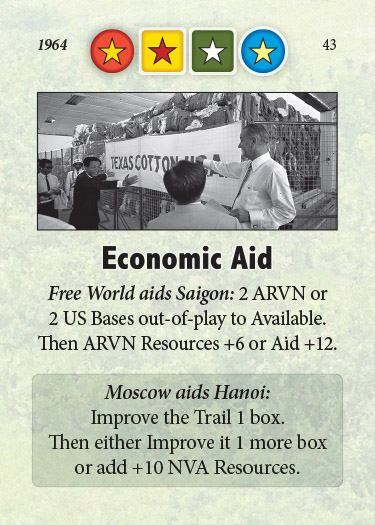 1964 43
TEXAS COTTON
Economic Aid
Free World aids Saigon: 2 ARVN or
2 US Bases out-of-play to Available.
Then ARVN Resources +6 or Aid +12.
Moscow aids Hanoi:
Improve the Trail 1 box.
Then either Improve it 1 more box
or add +10 NVA Resources.